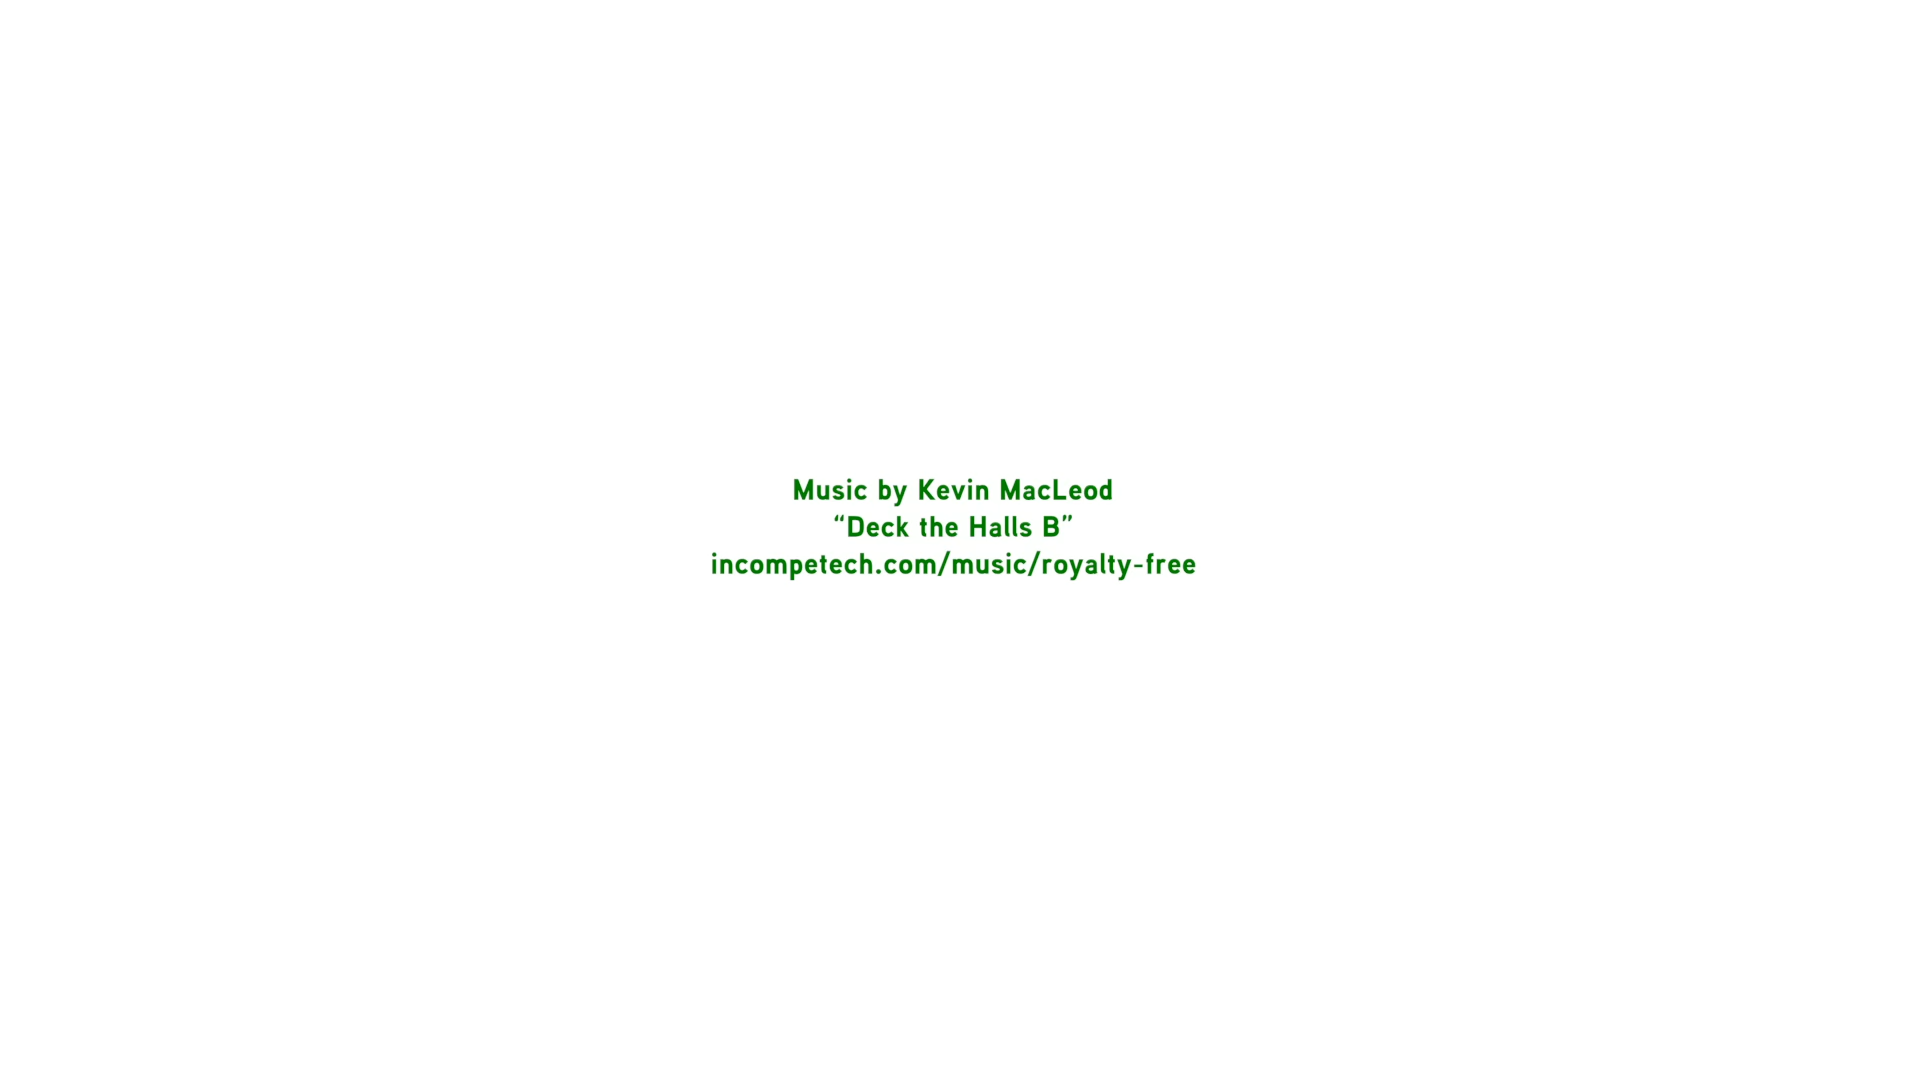 Music by Kevin MacLeod
“Deck the Halls B”
incompetech.com/music/royalty-free